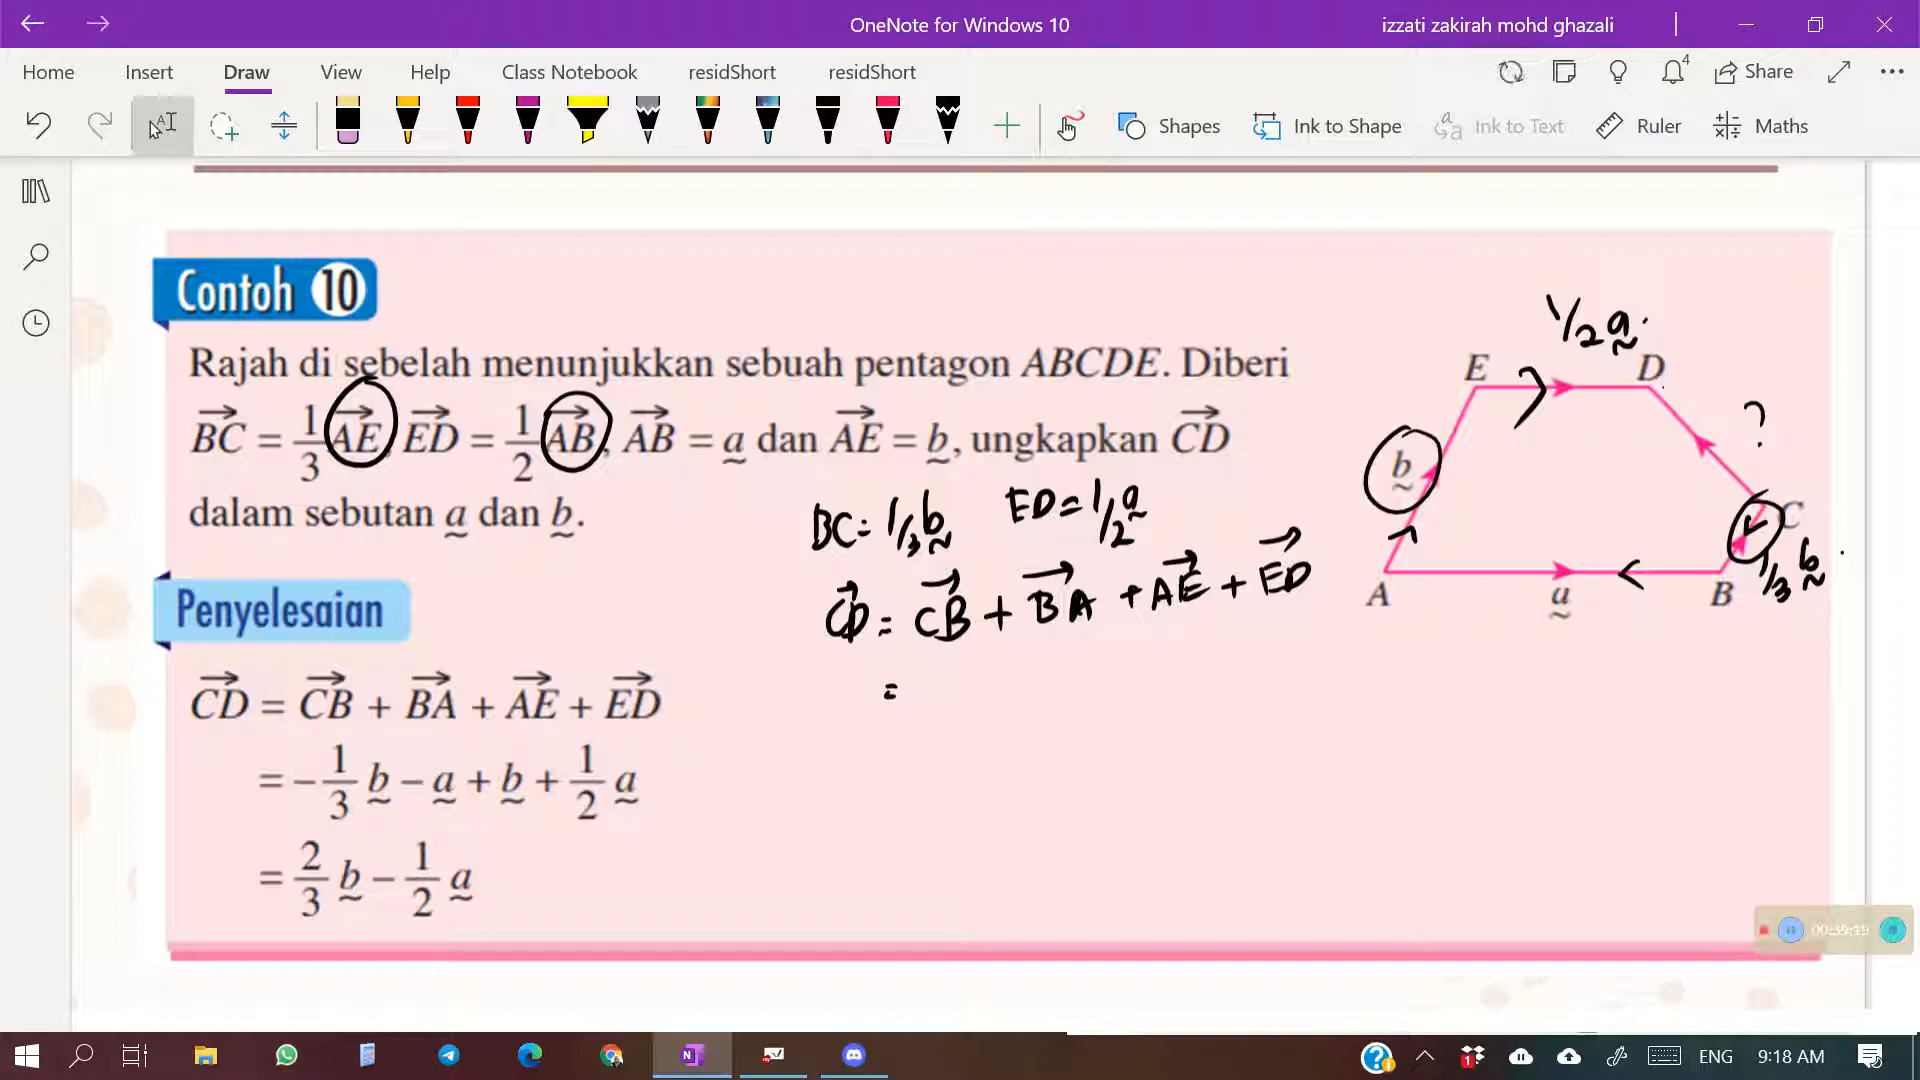 OneNote for Windows 10
izzati zakirah mohd ghazali
Home Insert Draw View Help Class Notebook residShort residShort
4 Share
Shapes Ink to Shape Ink to Text Ruler Maths
Contoh 10
Rajah di sebelah menunjukkan sebuah pentagon ABCDE. Diberi
BC = 1/3 AE, ED = 1/2 AB, AB = a dan AE = b, ungkapkan CD
dalam sebutan a dan b.
BC = 1/3 b ED = 1/2 a
CD = CB + BA + AE + ED
=
1/2 a
E D
?
b
C
1/3 b
A a B
Penyelesaian
CD = CB + BA + AE + ED
= -1/3 b - a + b + 1/2 a
= 2/3 b - 1/2 a
ENG 9:18 AM